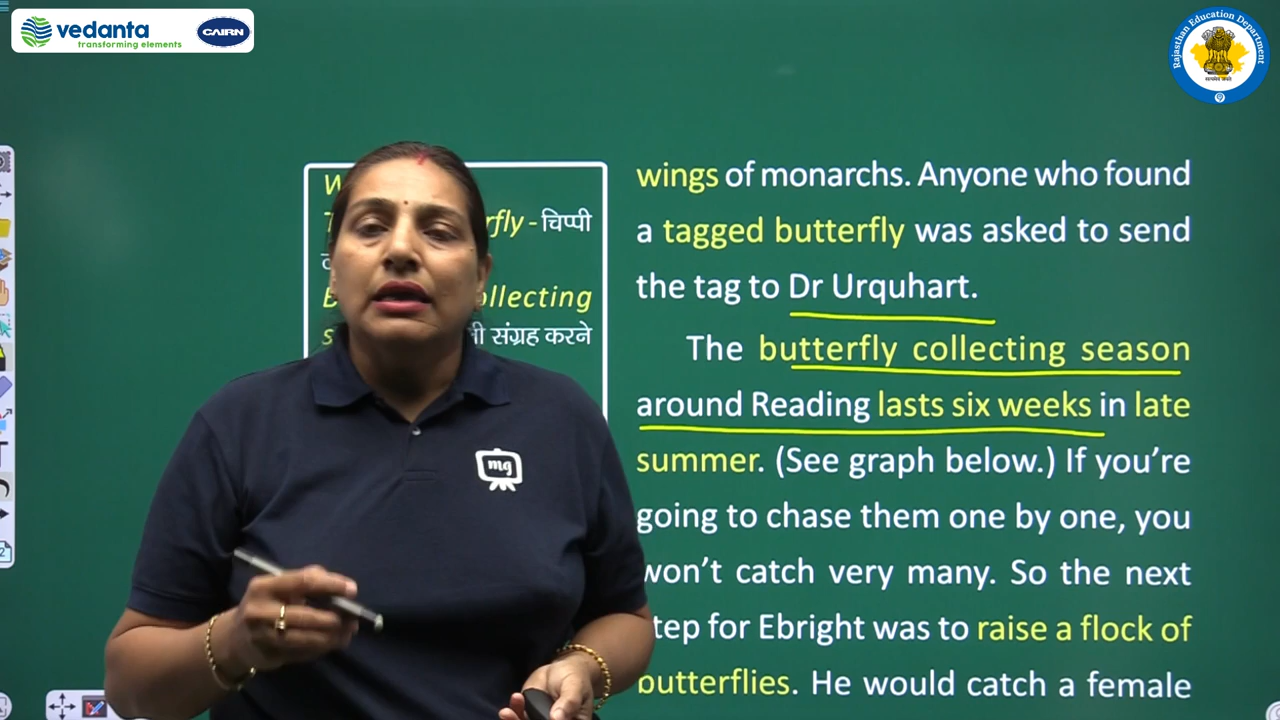 vedanta
transforming elements
CAIRN
Rajasthan Education Department
rfly - चिप्पी
ollecting
संग्रह करने
wings of monarchs. Anyone who found
a tagged butterfly was asked to send
the tag to Dr Urquhart.
The butterfly collecting season
around Reading lasts six weeks in late
summer. (See graph below.) If you’re
going to chase them one by one, you
won’t catch very many. So the next
tep for Ebright was to raise a flock of
butterflies. He would catch a female
mg